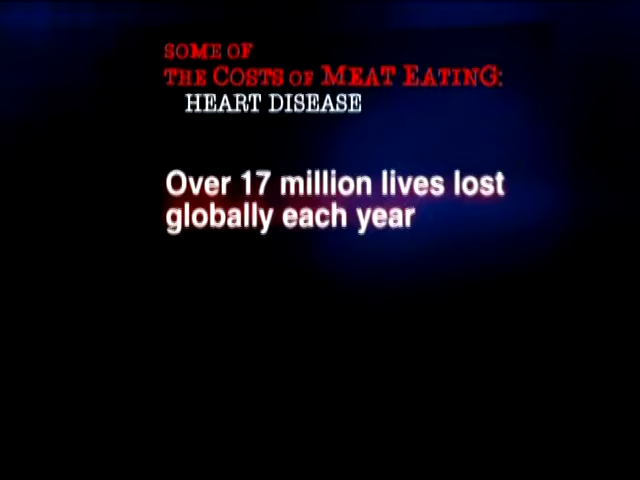 SOME OF
THE COSTS OF MEAT EATING:
HEART DISEASE
Over 17 million lives lost
globally each year